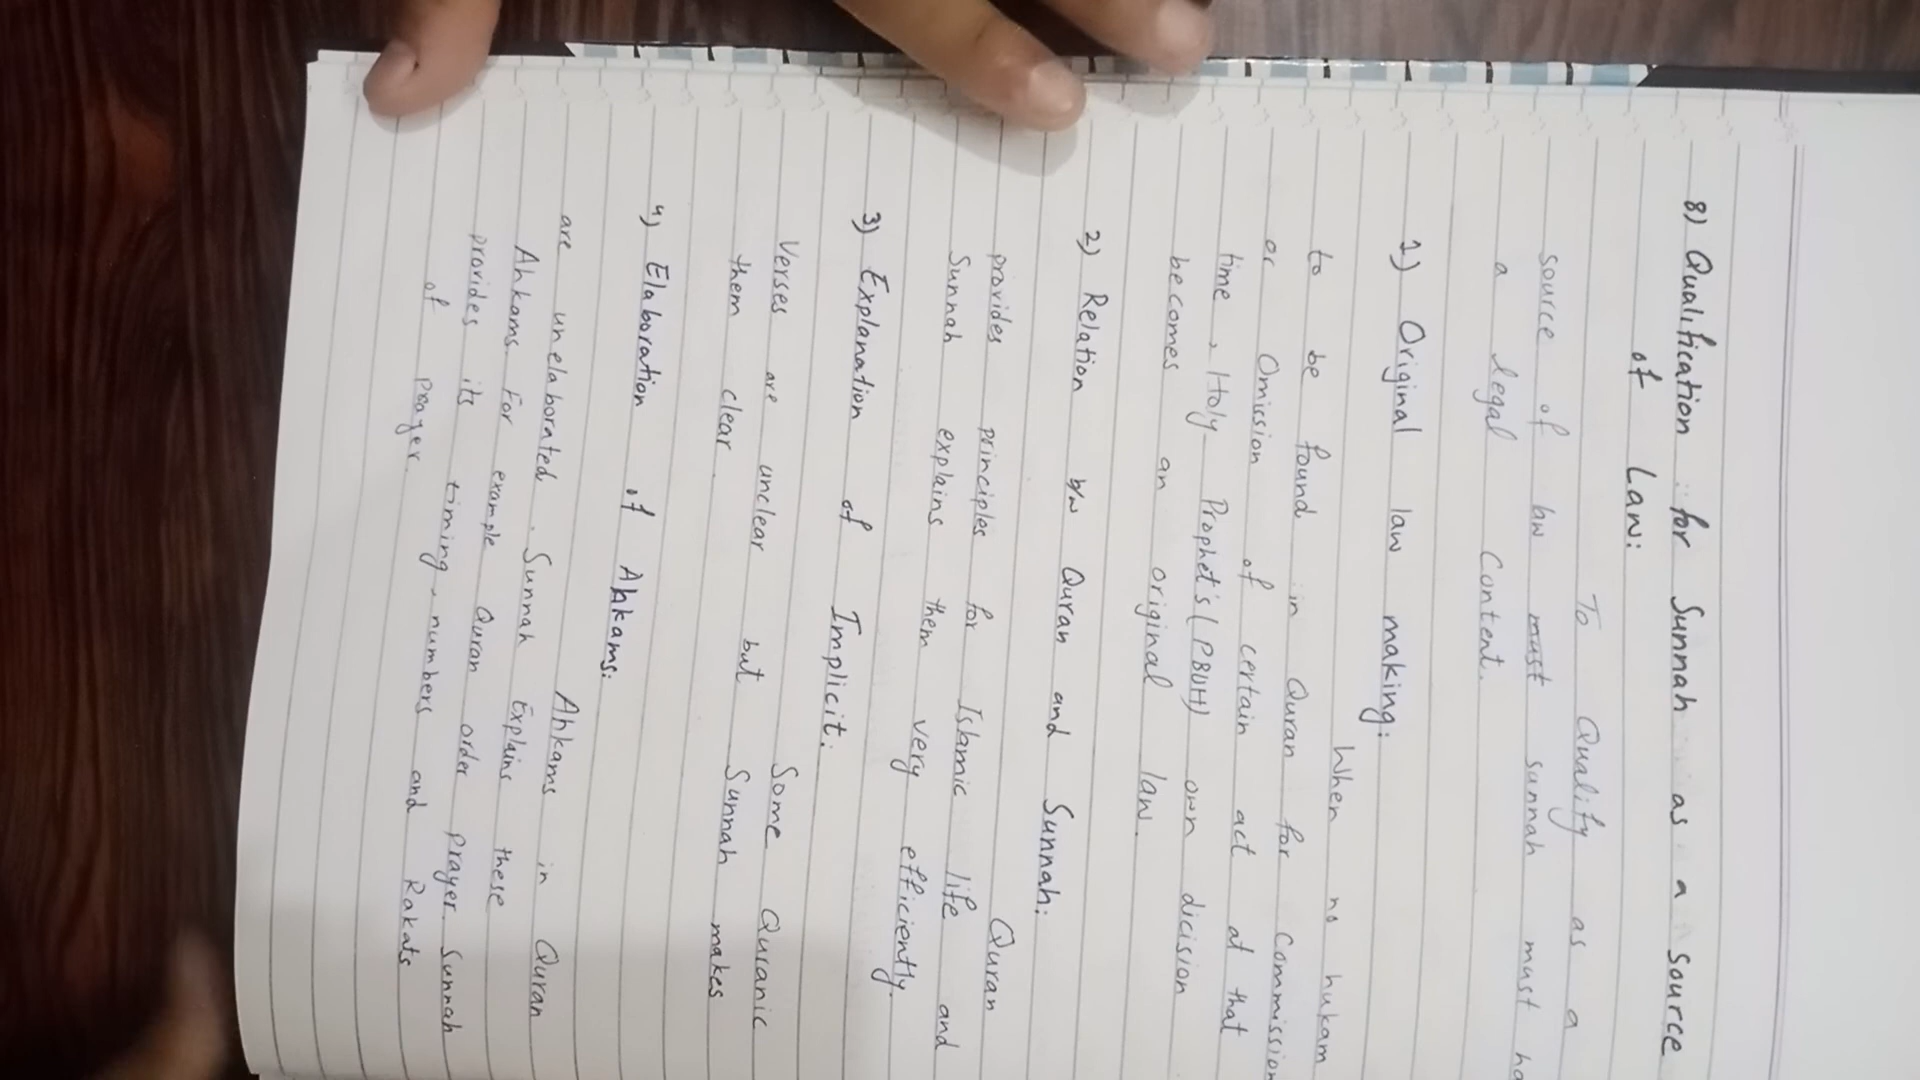 8) Qualification for Sunnah as a source
of Law:
To Qualify as a
source of law must sunnah must
a legal Content.
1) Original law making:
When no hukam
to be found in Quran for Commission
or Omission of certain act at that
time, Holy Prophet's (PBUH) own dicision
becomes an original law.
2) Relation b/w Quran and Sunnah:
Quran
provides principles for Islamic life and
Sunnah explains them very efficiently.
3) Explanation of Implicit:
Some Quranic
Verses are unclear but Sunnah makes
them clear.
4) Elaboration of Ahkams:
Ahkams in Quran
are unelaborated. Sunnah Explains these
Ahkams. For example Quran order prayer. Sunnah
provides its timing, numbers and Rakats
of prayer.